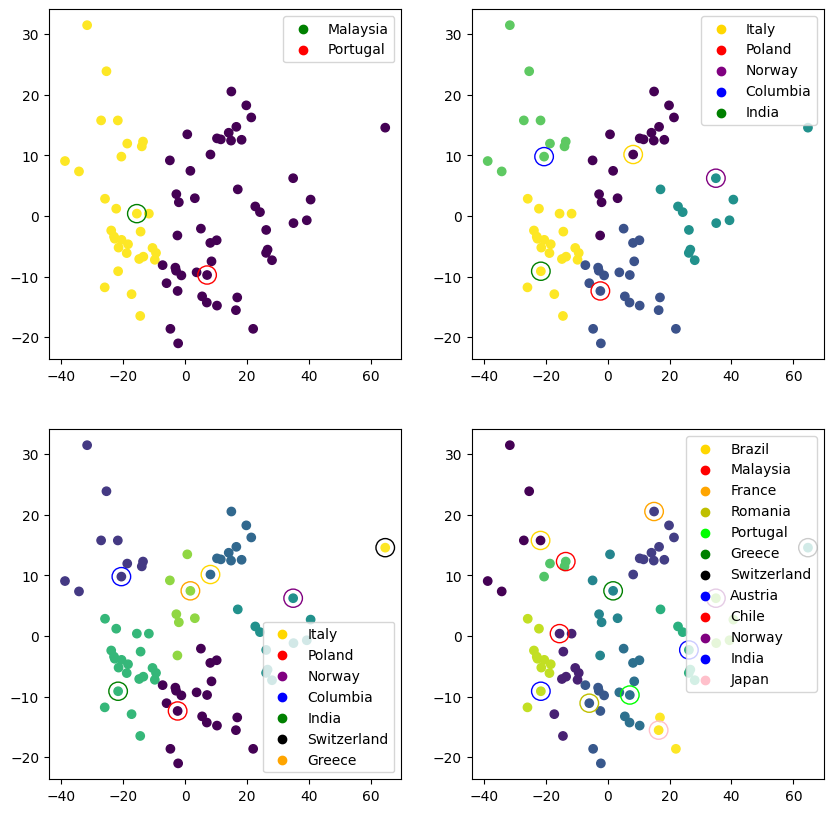 Malaysia
Portugal
30
20
10
0
−10
−20
−40
−20
0
20
40
60
Italy
Poland
Norway
Columbia
India
30
20
10
0
−10
−20
−40
−20
0
20
40
60
Italy
Poland
Norway
Columbia
India
Switzerland
Greece
30
20
10
0
−10
−20
−40
−20
0
20
40
60
Brazil
Malaysia
France
Romania
Portugal
Greece
Switzerland
Austria
Chile
Norway
India
Japan
30
20
10
0
−10
−20
−40
−20
0
20
40
60